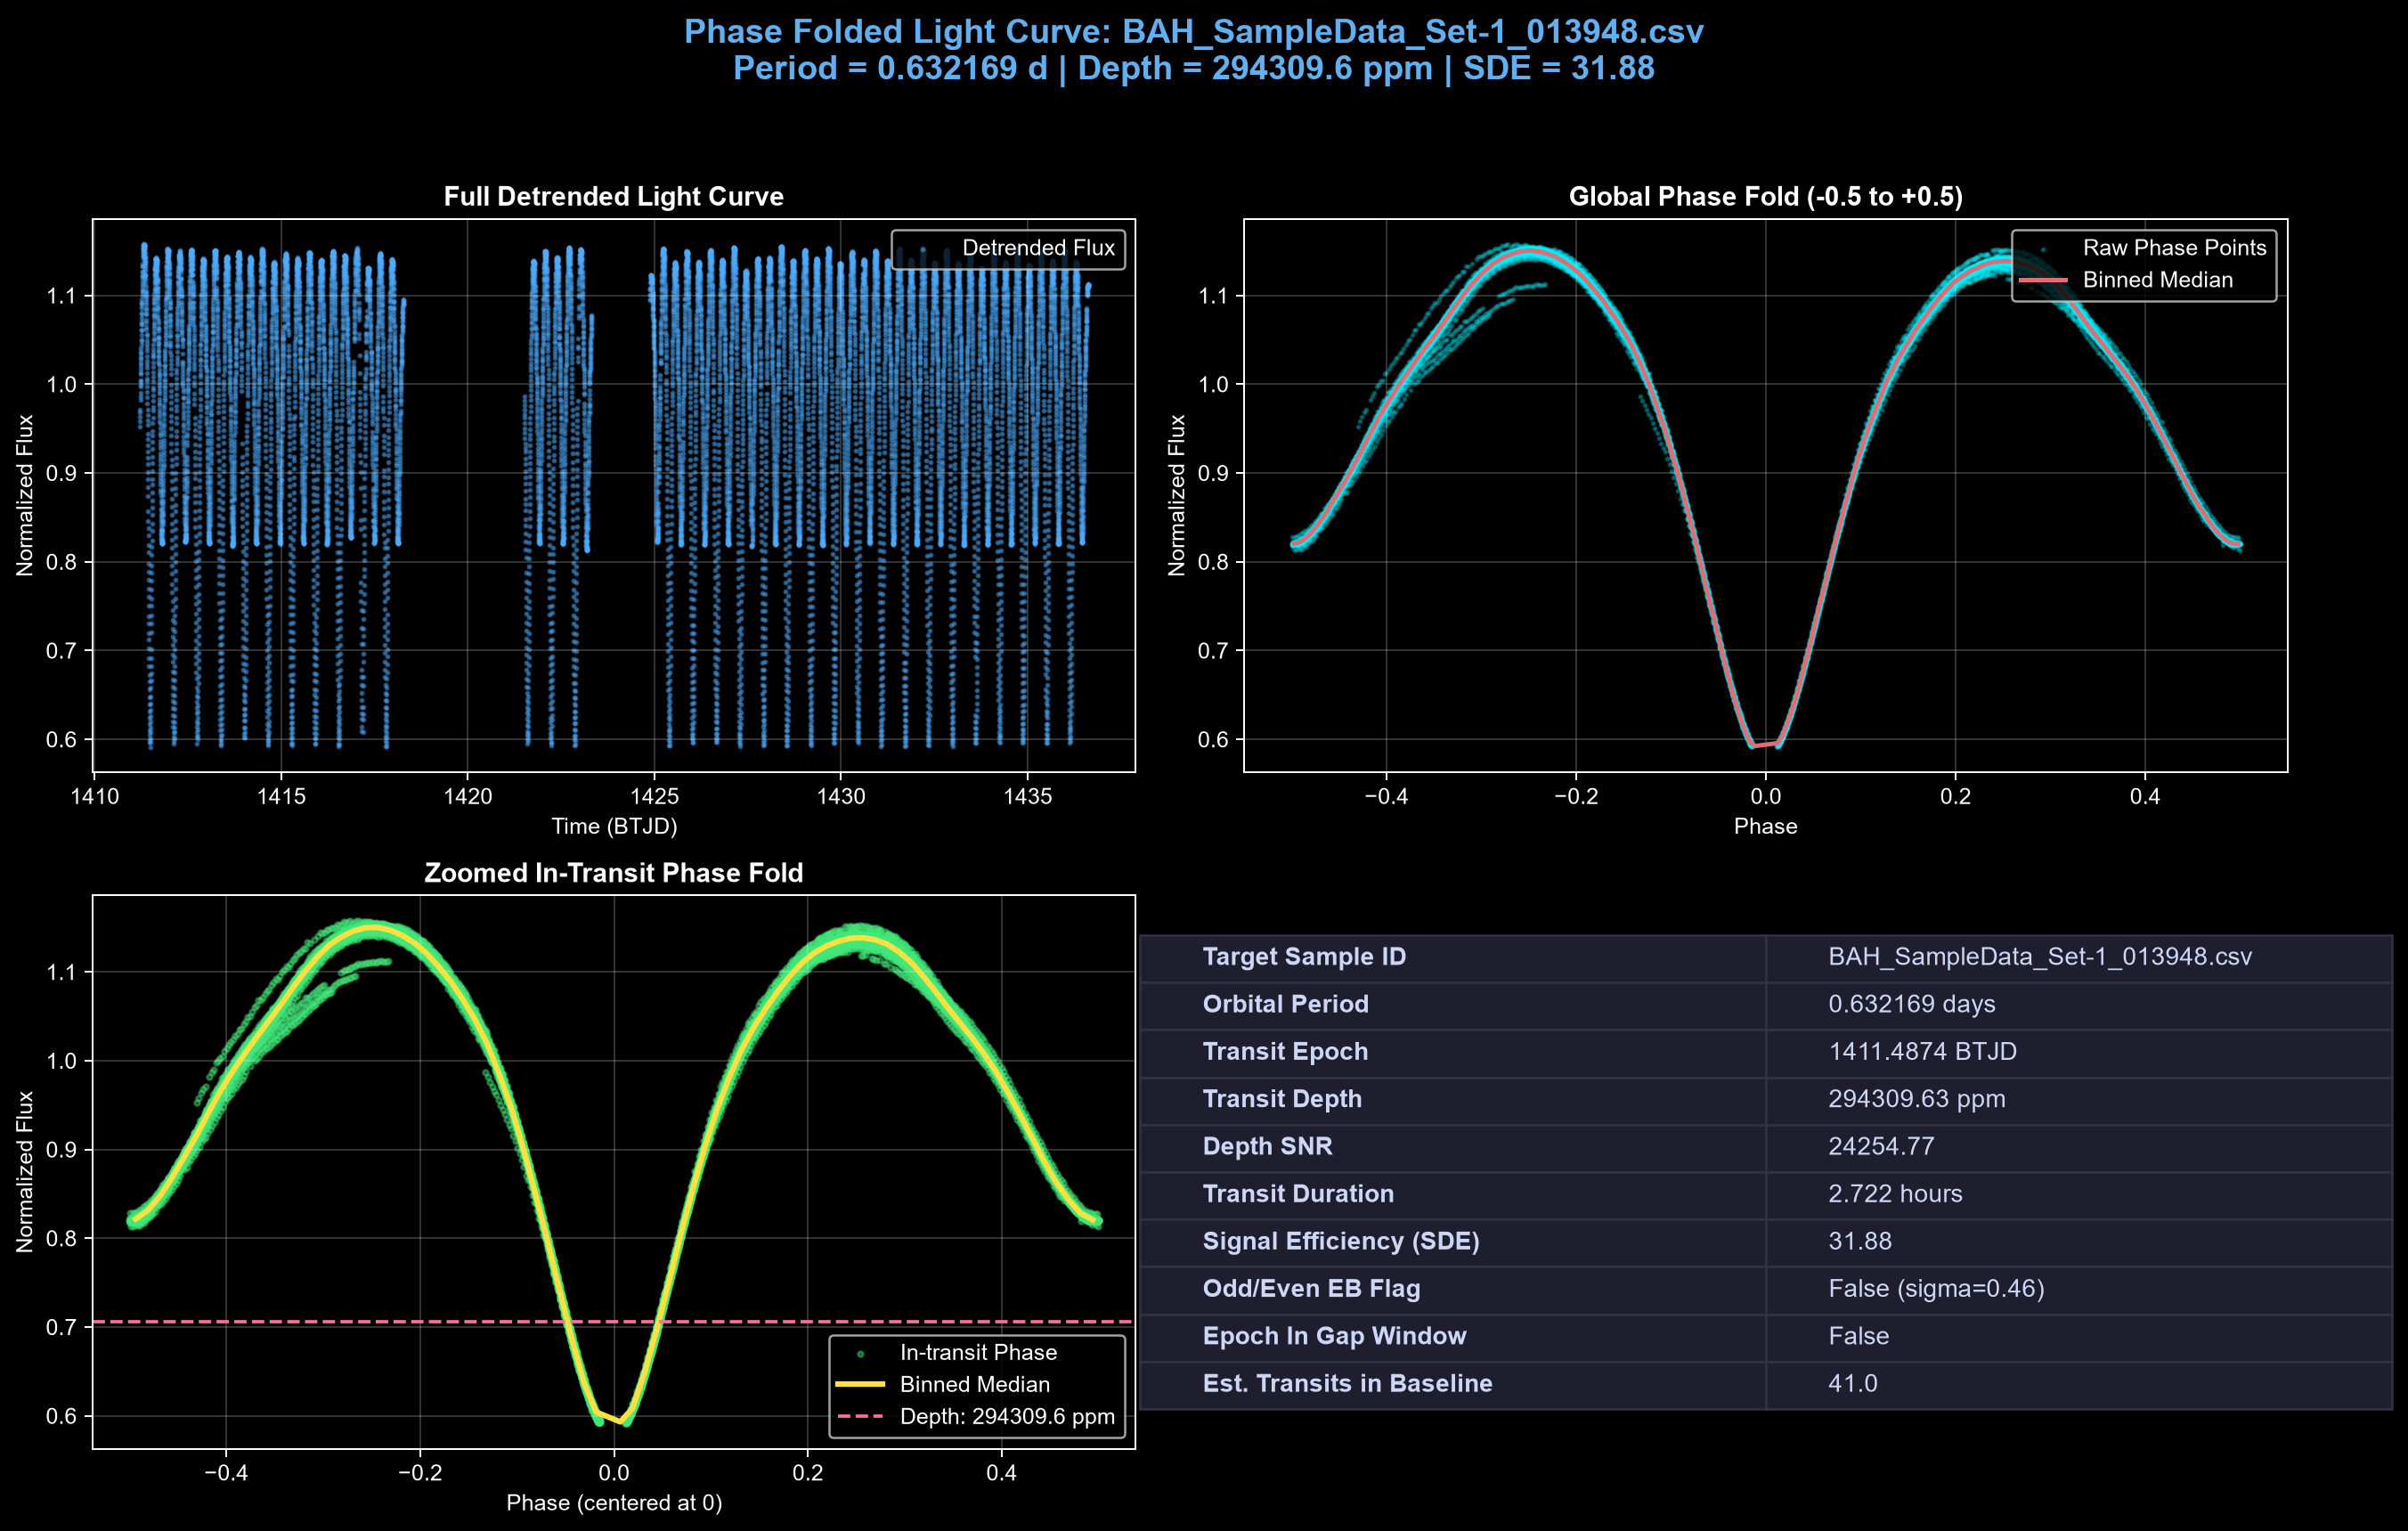 Phase Folded Light Curve: BAH_SampleData_Set-1_013948.csv
Period = 0.632169 d | Depth = 294309.6 ppm | SDE = 31.88
Full Detrended Light Curve
Detrended Flux
Normalized Flux
1.1
1.0
0.9
0.8
0.7
0.6
1410 1415 1420 1425 1430 1435
Time (BTJD)
Global Phase Fold (-0.5 to +0.5)
Raw Phase Points
Binned Median
Normalized Flux
1.1
1.0
0.9
0.8
0.7
0.6
−0.4 −0.2 0.0 0.2 0.4
Phase
Zoomed In-Transit Phase Fold
Normalized Flux
1.1
1.0
0.9
0.8
0.7
0.6
In-transit Phase
Binned Median
Depth: 294309.6 ppm
−0.4 −0.2 0.0 0.2 0.4
Phase (centered at 0)
Target Sample ID BAH_SampleData_Set-1_013948.csv
Orbital Period 0.632169 days
Transit Epoch 1411.4874 BTJD
Transit Depth 294309.63 ppm
Depth SNR 24254.77
Transit Duration 2.722 hours
Signal Efficiency (SDE) 31.88
Odd/Even EB Flag False (sigma=0.46)
Epoch In Gap Window False
Est. Transits in Baseline 41.0